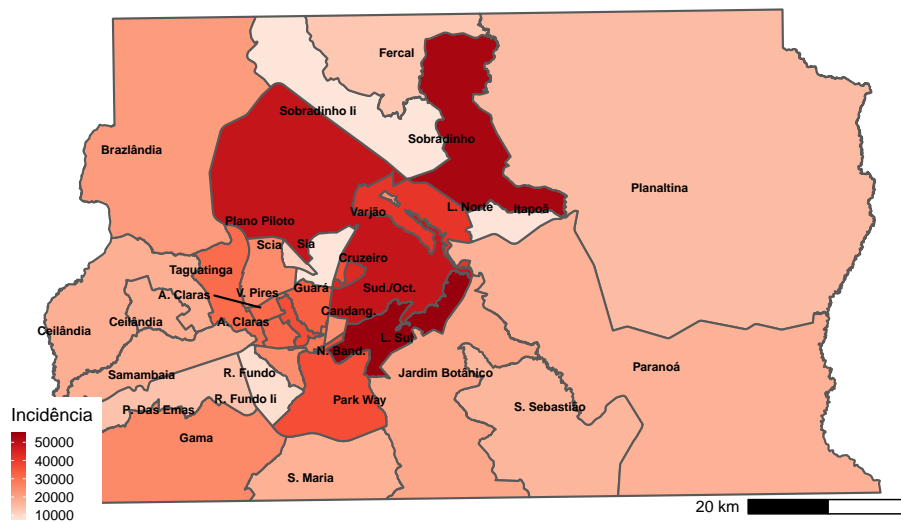 Fercal
Sobradinho Ii
Sobradinho
Brazlândia
Planaltina
L. Norte
Itapoã
Varjão
Plano Piloto
Scia
Sia
Cruzeiro
Taguatinga
V. Pires
Guará
Sud./Oct.
A. Claras
Candang.
Ceilândia
Ceilândia
A. Claras
L. Sul
N. Band.
Samambaia
R. Fundo
Jardim Botânico
Paranoá
R. Fundo Ii
Park Way
P. Das Emas
S. Sebastião
Gama
S. Maria
Incidência
50000
40000
30000
20000
10000
20 km